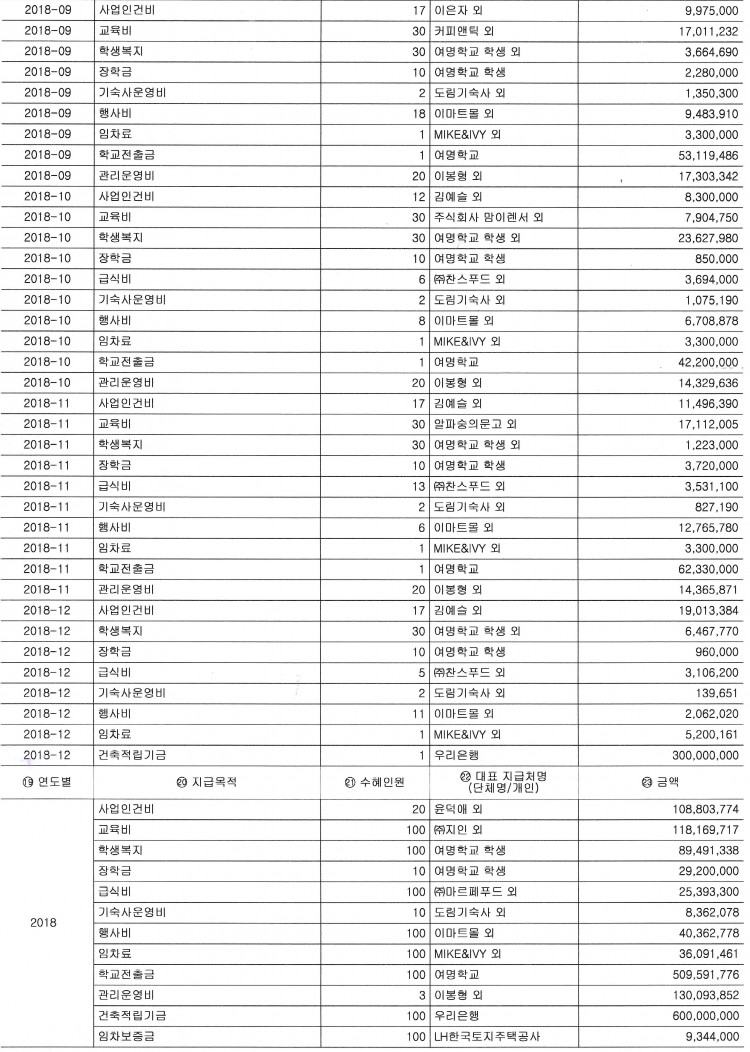 2018-09 사업인건비 17 이은자 외 9,975,000
2018-09 교육비 30 커피앤틱 외 17,011,232
2018-09 학생복지 30 여명학교 학생 외 3,664,690
2018-09 장학금 10 여명학교 학생 2,280,000
2018-09 기숙사운영비 2 도림기숙사 외 1,350,300
2018-09 행사비 18 이마트몰 외 9,483,910
2018-09 임차료 1 MIKE&IVY 외 3,300,000
2018-09 학교전출금 1 여명학교 53,119,486
2018-09 관리운영비 20 이봉형 외 17,303,342
2018-10 사업인건비 12 김예슬 외 8,300,000
2018-10 교육비 30 주식회사 맘이렌서 외 7,904,750
2018-10 학생복지 30 여명학교 학생 외 23,627,980
2018-10 장학금 10 여명학교 학생 850,000
2018-10 급식비 6 ㈜찬스푸드 외 3,694,000
2018-10 기숙사운영비 2 도림기숙사 외 1,075,190
2018-10 행사비 8 이마트몰 외 6,708,878
2018-10 임차료 1 MIKE&IVY 외 3,300,000
2018-10 학교전출금 1 여명학교 42,200,000
2018-10 관리운영비 20 이봉형 외 14,329,636
2018-11 사업인건비 17 김예슬 외 11,496,390
2018-11 교육비 30 알파숭의문고 외 17,112,005
2018-11 학생복지 30 여명학교 학생 외 1,223,000
2018-11 장학금 10 여명학교 학생 3,720,000
2018-11 급식비 13 ㈜찬스푸드 외 3,531,100
2018-11 기숙사운영비 2 도림기숙사 외 827,190
2018-11 행사비 6 이마트몰 외 12,765,780
2018-11 임차료 1 MIKE&IVY 외 3,300,000
2018-11 학교전출금 1 여명학교 62,330,000
2018-11 관리운영비 20 이봉형 외 14,365,871
2018-12 사업인건비 17 김예슬 외 19,013,384
2018-12 학생복지 30 여명학교 학생 외 6,467,770
2018-12 장학금 10 여명학교 학생 960,000
2018-12 급식비 5 ㈜찬스푸드 외 3,106,200
2018-12 기숙사운영비 2 도림기숙사 외 139,651
2018-12 행사비 11 이마트몰 외 2,062,020
2018-12 임차료 1 MIKE&IVY 외 5,200,161
2018-12 건축적립기금 1 우리은행 300,000,000
⑲ 연도별 ⑳ 지급목적 ㉑ 수혜인원 ㉒ 대표 지급처명 ㉓ 금액
(단체명/개인)
사업인건비 20 윤덕애 외 108,803,774
교육비 100 ㈜지인 외 118,169,717
학생복지 100 여명학교 학생 89,491,338
장학금 10 여명학교 학생 29,200,000
급식비 100 ㈜마르페푸드 외 25,393,300
기숙사운영비 10 도림기숙사 외 8,362,078
2018
행사비 100 이마트몰 외 40,362,778
임차료 100 MIKE&IVY 외 36,091,461
학교전출금 100 여명학교 509,591,776
관리운영비 3 이봉형 외 130,093,852
건축적립기금 100 우리은행 600,000,000
임차보증금 100 LH한국토지주택공사 9,344,000